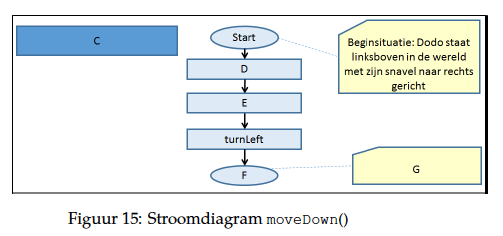 C
Start
Beginsituatie: Dodo staat
linksboven in de wereld
met zijn snavel naar rechts
gericht
D
E
turnLeft
F
G
Figuur 15: Stroomdiagram moveDown()